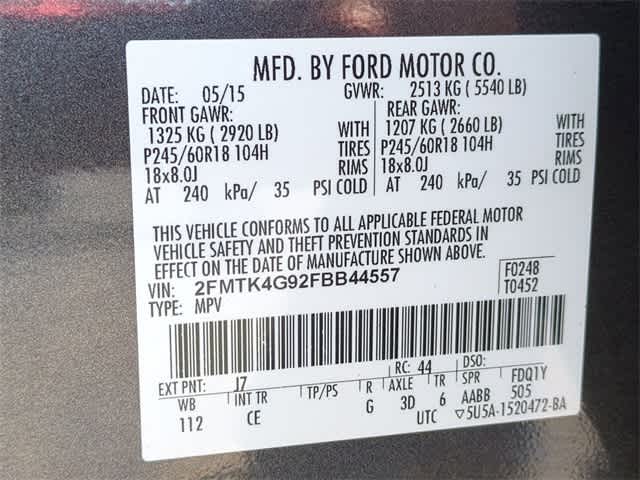 MFD. BY FORD MOTOR CO.
DATE: 05/15 GVWR: 2513 KG ( 5540 LB)
FRONT GAWR: REAR GAWR:
1325 KG ( 2920 LB) WITH 1207 KG ( 2660 LB) WITH
P245/60R18 104H TIRES P245/60R18 104H TIRES
18x8.0J RIMS 18x8.0J RIMS
AT 240 kPa/ 35 PSI COLD AT 240 kPa/ 35 PSI COLD
THIS VEHICLE CONFORMS TO ALL APPLICABLE FEDERAL MOTOR
VEHICLE SAFETY AND THEFT PREVENTION STANDARDS IN
EFFECT ON THE DATE OF MANUFACTURE SHOWN ABOVE.
VIN: 2FMTK4G92FBB44557 F0248
TYPE: MPV T0452
EXT PNT: J7 RC: 44 DSO: FDQ1Y
WB INT TR TP/PS R AXLE TR SPR 505
112 CE G 3D 6 AABB
UTC ▽5U5A-1520472-BA